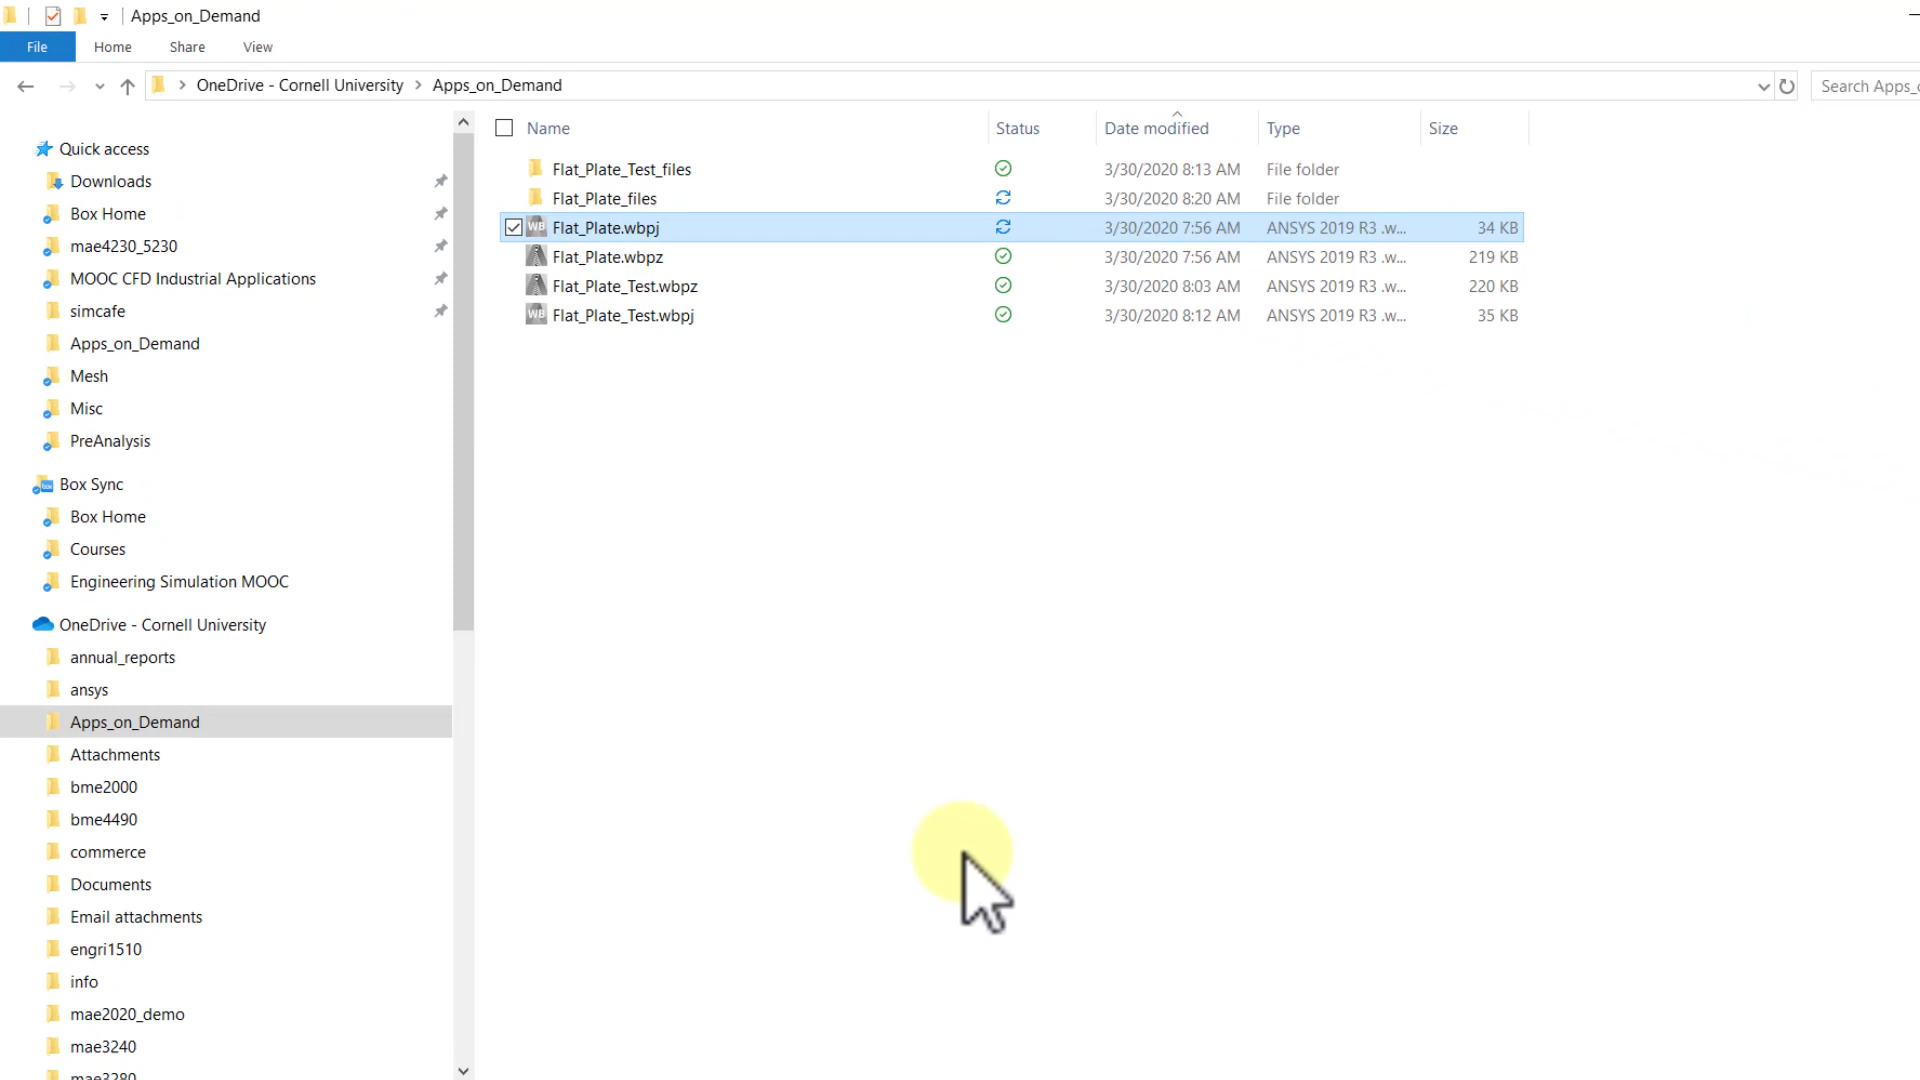 Apps_on_Demand
File Home Share View
OneDrive - Cornell University > Apps_on_Demand
Search Apps_
Name Status Date modified Type Size
Flat_Plate_Test_files 3/30/2020 8:13 AM File folder
Flat_Plate_files 3/30/2020 8:20 AM File folder
WB Flat_Plate.wbpj 3/30/2020 7:56 AM ANSYS 2019 R3 .w... 34 KB
Flat_Plate.wbpz 3/30/2020 7:56 AM ANSYS 2019 R3 .w... 219 KB
Flat_Plate_Test.wbpz 3/30/2020 8:03 AM ANSYS 2019 R3 .w... 220 KB
WB Flat_Plate_Test.wbpj 3/30/2020 8:12 AM ANSYS 2019 R3 .w... 35 KB
Quick access
Downloads
Box Home
mae4230_5230
MOOC CFD Industrial Applications
simcafe
Apps_on_Demand
Mesh
Misc
PreAnalysis
Box Sync
Box Home
Courses
Engineering Simulation MOOC
OneDrive - Cornell University
annual_reports
ansys
Apps_on_Demand
Attachments
bme2000
bme4490
commerce
Documents
Email attachments
engri1510
info
mae2020_demo
mae3240
mae3280